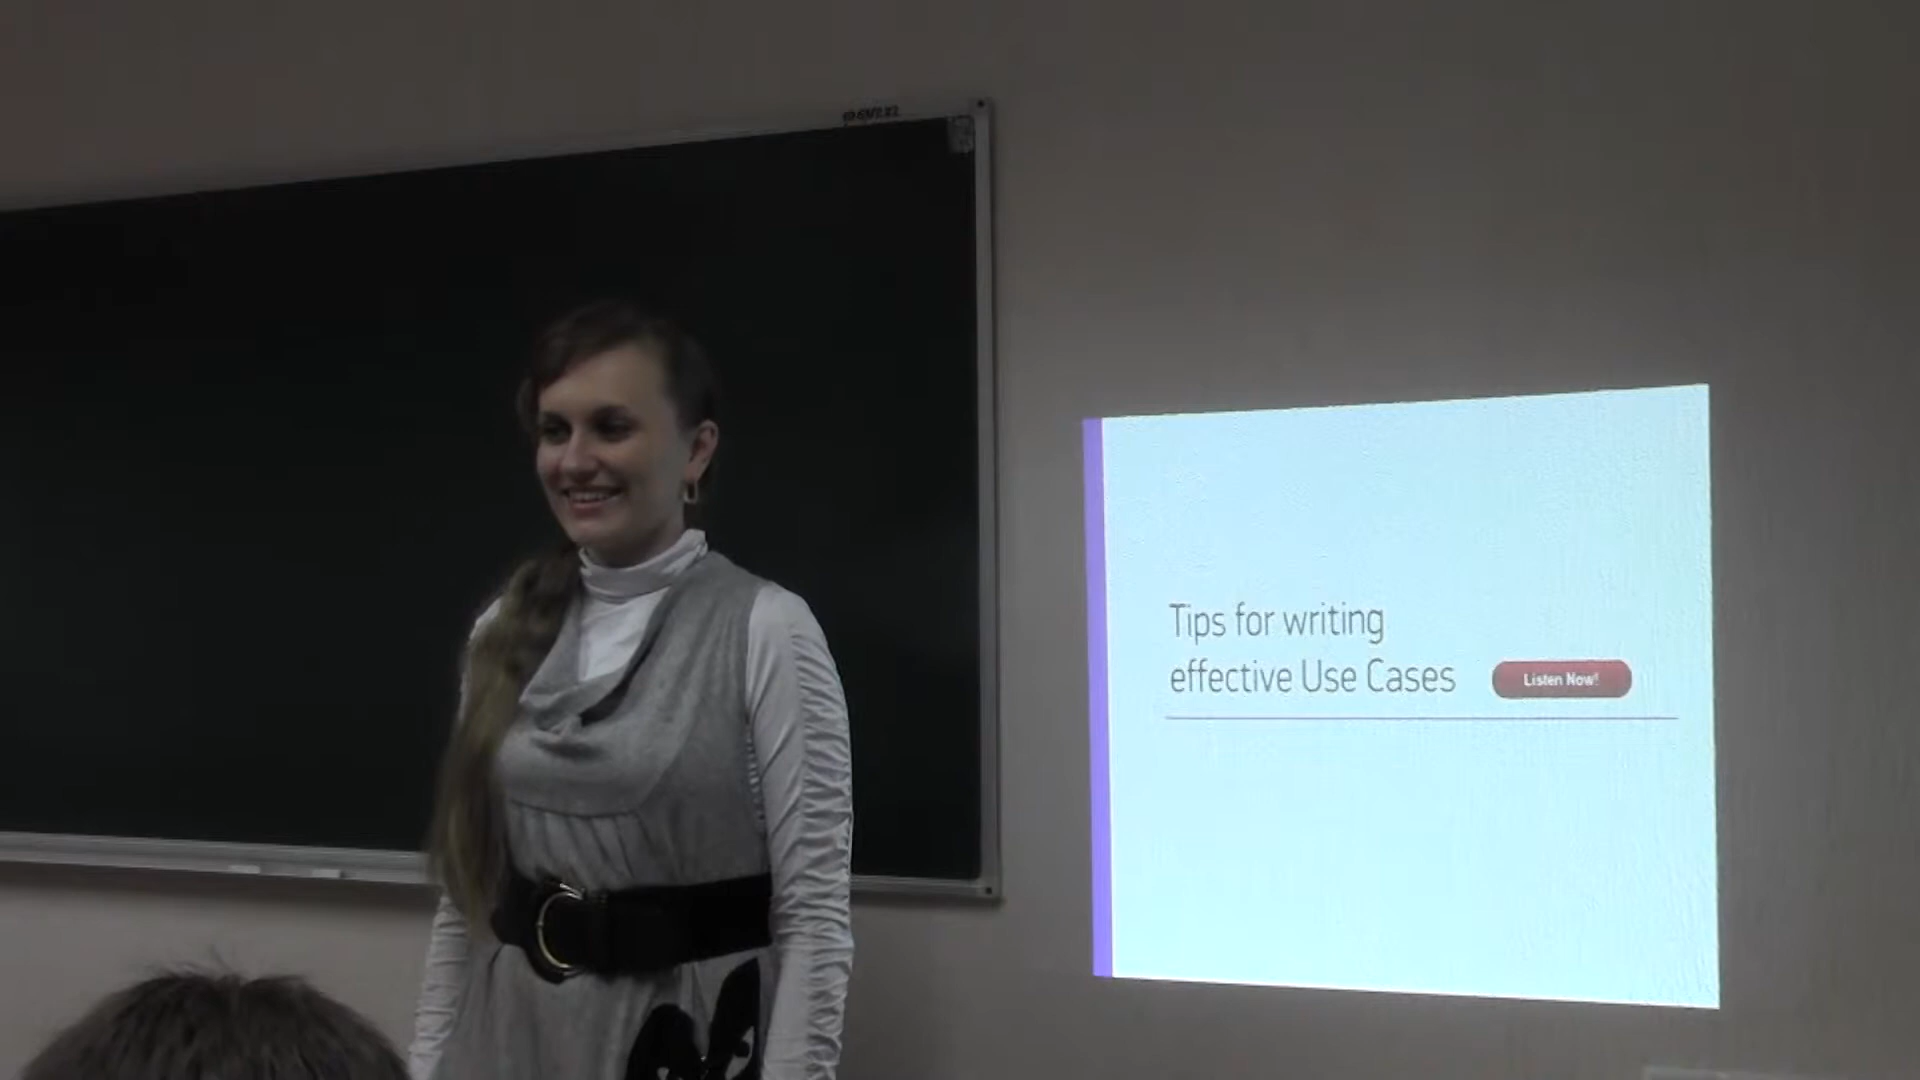 Tips for writing
effective Use Cases
Listen Now!